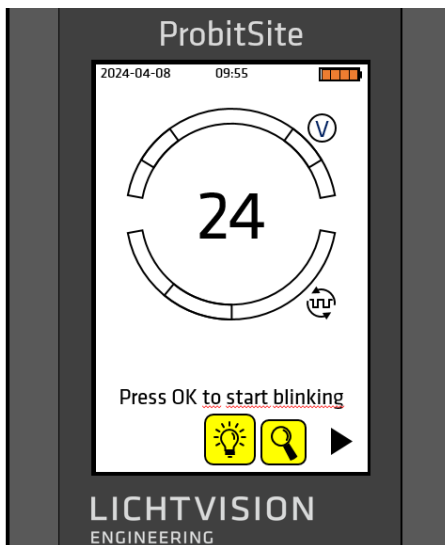 ProbitSite
2024-04-08 09:55
V
24
Press OK to start blinking
LICHTVISION
ENGINEERING